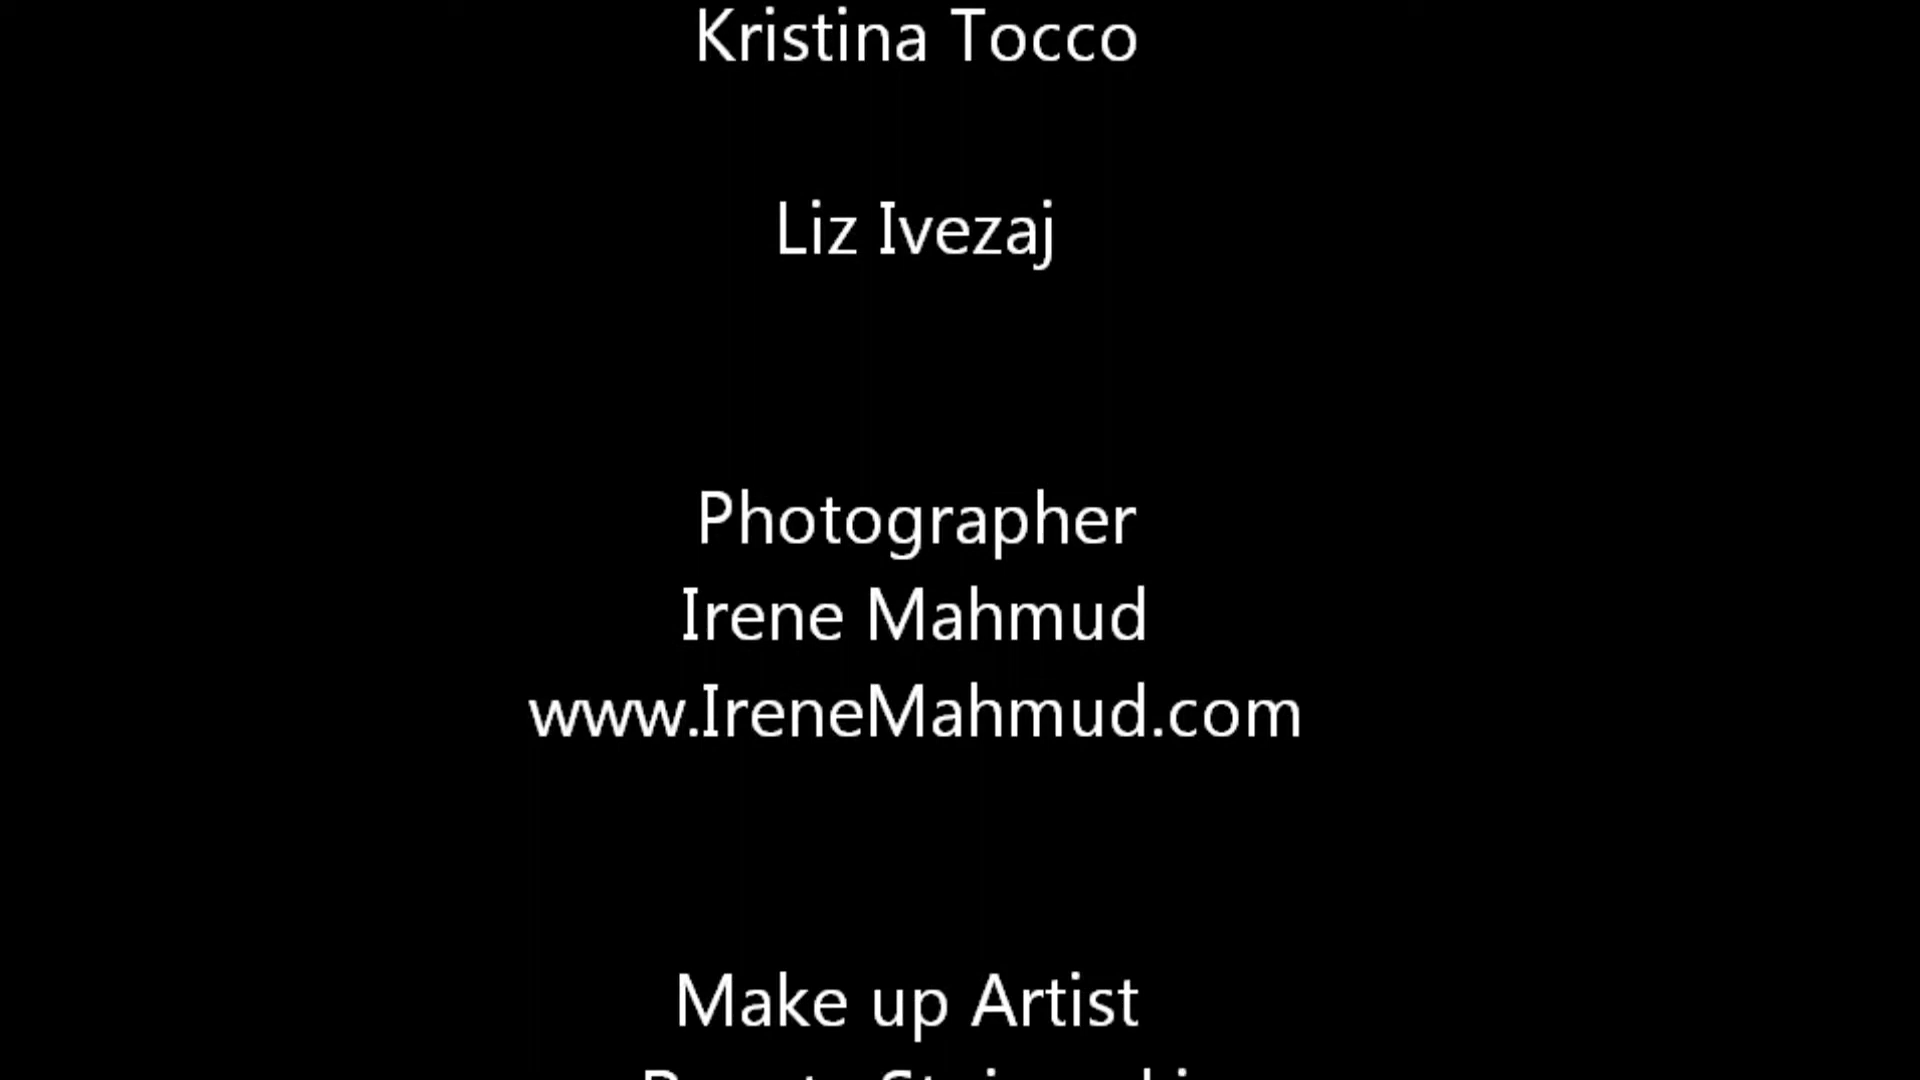 Kristina Tocco
Liz Ivezaj
Photographer
Irene Mahmud
www.IreneMahmud.com
Make up Artist